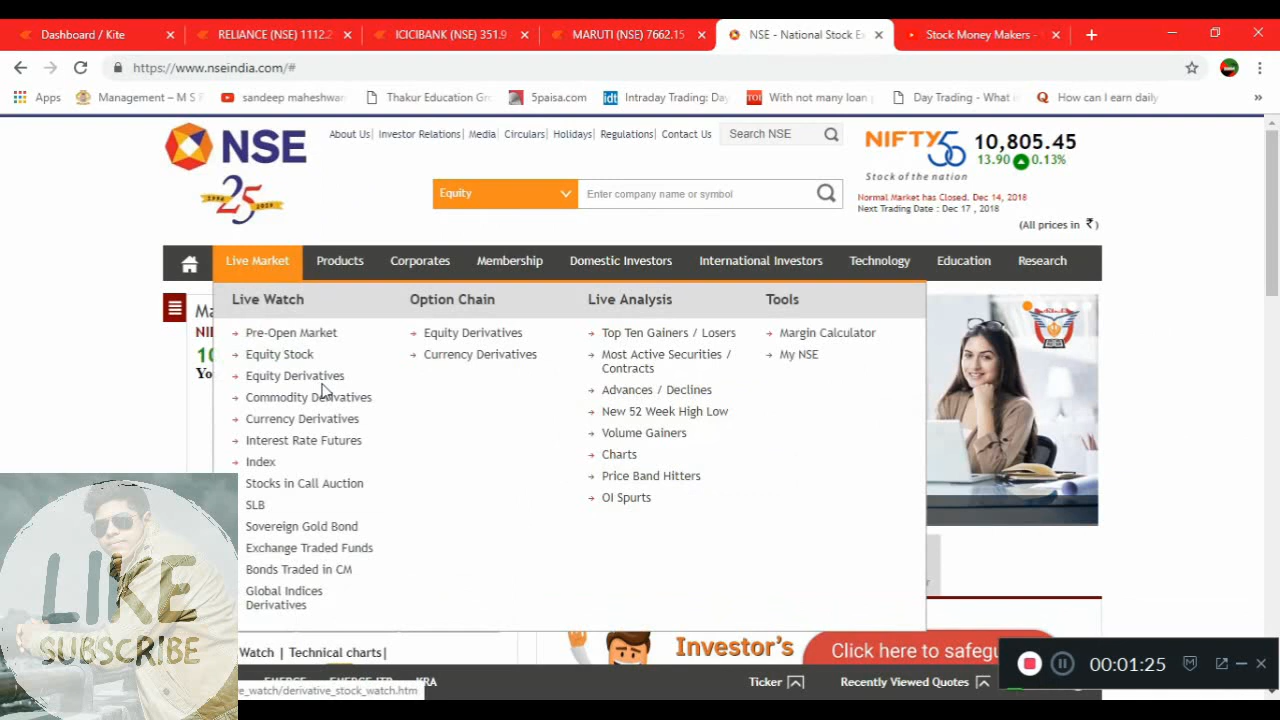 Dashboard / Kite
RELIANCE (NSE) 1112.2
ICICIBANK (NSE) 351.9
MARUTI (NSE) 7662.15
NSE - National Stock Ex
Stock Money Makers -
https://www.nseindia.com/#
Apps
Management – M S
sandeep maheshwar
Thakur Education Gr
5paisa.com
Intraday Trading: Da
With not many loan
Day Trading - What i
How can I earn daily
NSE
About Us| Investor Relations| Media| Circulars| Holidays| Regulations| Contact Us
Search NSE
NIFTY50
10,805.45
13.90 0.13%
Stock of the nation
25
Equity
Enter company name or symbol
Normal Market has Closed. Dec 14, 2018
Next Trading Date : Dec 17 , 2018
(All prices in ₹)
Live Market
Products
Corporates
Membership
Domestic Investors
International Investors
Technology
Education
Research
Live Watch
Option Chain
Live Analysis
Tools
Pre-Open Market
Equity Derivatives
Top Ten Gainers / Losers
Margin Calculator
Equity Stock
Currency Derivatives
Most Active Securities /
Contracts
My NSE
Equity Derivatives
Advances / Declines
Commodity Derivatives
New 52 Week High Low
Currency Derivatives
Volume Gainers
Interest Rate Futures
Charts
Index
Price Band Hitters
Stocks in Call Auction
OI Spurts
SLB
Sovereign Gold Bond
Exchange Traded Funds
Bonds Traded in CM
Global Indices
Derivatives
LIKE
SUBSCRIBE
Watch | Technical charts|
Investor's
Click here to safegu
00:01:25
Ticker
Recently Viewed Quotes
e_watch/derivative_stock_watch.htm